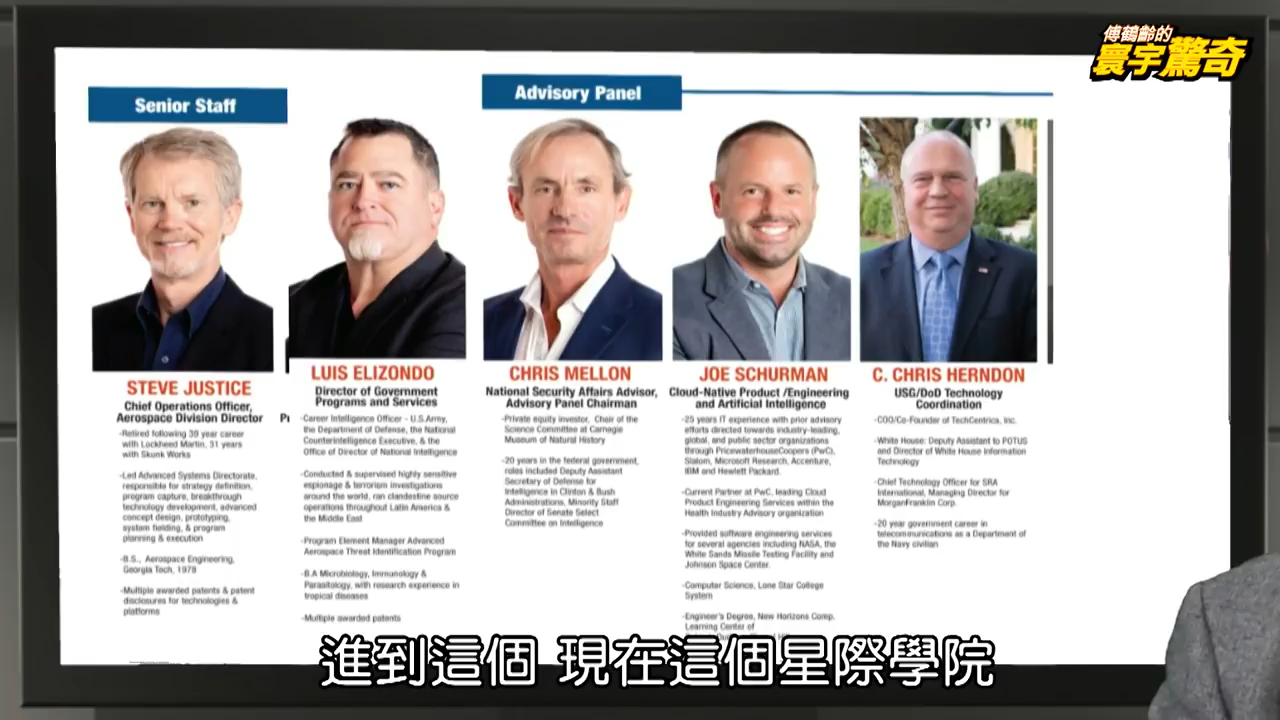 傅鶴齡的
寰宇驚奇
Senior Staff
Advisory Panel
STEVE JUSTICE
Chief Operations Officer,
Aerospace Division Director
-Retired following 39 year career
with Lockheed Martin, 31 years
with Skunk Works
-Led Advanced Systems Directorate,
responsible for strategy definition,
program capture, breakthrough
technology development, advanced
concept design, prototyping,
system fielding, & program
planning & execution
-B.S., Aerospace Engineering,
Georgia Tech, 1978
-Multiple awarded patents & patent
disclosures for technologies &
platforms
LUIS ELIZONDO
Director of Government
Programs and Services
-Career Intelligence Officer - U.S.Army,
the Department of Defense, the National
Counterintelligence Executive, & the
Office of Director of National Intelligence
-Conducted & supervised highly sensitive
espionage & terrorism investigations
around the world, ran clandestine source
operations throughout Latin America &
the Middle East
-Program Element Manager Advanced
Aerospace Threat Identification Program
-B.A Microbiology, Immunology &
Parasitology, with research experience in
tropical diseases
-Multiple awarded patents
CHRIS MELLON
National Security Affairs Advisor,
Advisory Panel Chairman
-Private equity investor, Chair of the
Science Committee at Carnegie
Museum of Natural History
-20 years in the federal government,
roles included Deputy Assistant
Secretary of Defense for
Intelligence in Clinton & Bush
Administrations, Minority Staff
Director of Senate Select
Committee on Intelligence
JOE SCHURMAN
Cloud-Native Product /Engineering
and Artificial Intelligence
-25 years IT experience with prior advisory
efforts directed towards industry-leading,
global, and public sector organizations
through PricewaterhouseCoopers (PwC),
Slalom, Microsoft Research, Accenture,
IBM and Hewlett Packard.
-Current Partner at PwC, leading Cloud
Product Engineering Services within the
Health Industry Advisory organization
-Provided software engineering services
for several agencies including NASA, the
White Sands Missile Testing Facility and
Johnson Space Center.
-Computer Science, Lone Star College
System
-Engineer's Degree, New Horizons Comp.
Learning Center of
C. CHRIS HERNDON
USG/DoD Technology
Coordination
-COO/Co-Founder of TechCentrics, Inc.
-White House: Deputy Assistant to POTUS
and Director of White House Information
Technology
-Chief Technology Officer for SRA
International, Managing Director for
MorganFranklin Corp.
-20 year government career in
telecommunications as a Department of
the Navy civilian
進到這個 現在這個星際學院